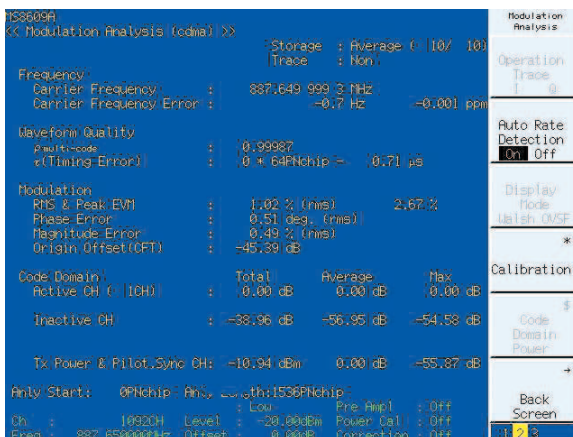 MS8609A
<< Modulation Analysis (cdma) >>
Storage : Average ( 10/ 10)
Trace : Non
Frequency
Carrier Frequency : 887.649 999 3 MHz
Carrier Frequency Error : -0.7 Hz -0.001 ppm
Waveform Quality
ρmulti-code : 0.99987
τ(Timing Error) : 0 * 64PNchip - 0.71 μs
Modulation
RMS & Peak EVM : 1.02 % (rms) 2.67 %
Phase Error : 0.51 deg. (rms)
Magnitude Error : 0.49 % (rms)
Origin Offset(CFT) : -45.39 dB
Code Domain Total Average Max
Active CH ( 1CH) : 0.00 dB 0.00 dB 0.00 dB
Inactive CH : -38.96 dB -56.95 dB -54.58 dB
Tx Power & Pilot,Sync CH: -10.94 dBm 0.00 dB -55.87 dB
Anly Start: 0PNchip Anly gth:1536PNchip
: Low Pre Ampl : Off
Ch : 1092CH Level : -20.00dBm Power Cal : Off
Freq : 887.650000MHz Offset : 0.00dB Correction : Off
Modulation
Analysis
Operation
Trace
I Q
Auto Rate
Detection
On Off
Display
Mode
Walsh OVSF
*
Calibration
$
Code
Domain
Power
→
Back
Screen
1 2 3